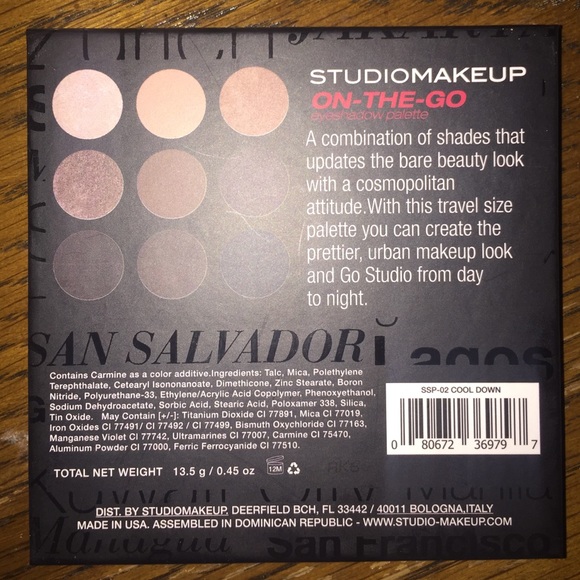 JAKARTA
STUDIOMAKEUP
ON-THE-GO
eyeshadow palette
A combination of shades that
updates the bare beauty look
with a cosmopolitan
attitude.With this travel size
palette you can create the
prettier, urban makeup look
and Go Studio from day
to night.
SAN SALVADOR
Lagos
Contains Carmine as a color additive.Ingredients: Talc, Mica, Polethylene
Terephthalate, Cetearyl Isononanoate, Dimethicone, Zinc Stearate, Boron
Nitride, Polyurethane-33, Ethylene/Acrylic Acid Copolymer, Phenoxyethanol,
Sodium Dehydroacetate, Sorbic Acid, Stearic Acid, Poloxamer 338, Silica,
Tin Oxide. May Contain [+/-]: Titanium Dioxide CI 77891, Mica CI 77019,
Iron Oxides CI 77491 / CI 77492 / CI 77499, Bismuth Oxychloride CI 77163,
Manganese Violet CI 77742, Ultramarines CI 77007, Carmine CI 75470,
Aluminum Powder CI 77000, Ferric Ferrocyanide CI 77510.
SSP-02 COOL DOWN
0 80672 36979 7
TOTAL NET WEIGHT 13.5 g / 0.45 oz 12M
Kuwait City Manila
DIST. BY STUDIOMAKEUP, DEERFIELD BCH, FL 33442 / 40011 BOLOGNA,ITALY
MADE IN USA. ASSEMBLED IN DOMINICAN REPUBLIC - WWW.STUDIO-MAKEUP.COM
Managua San Francisco